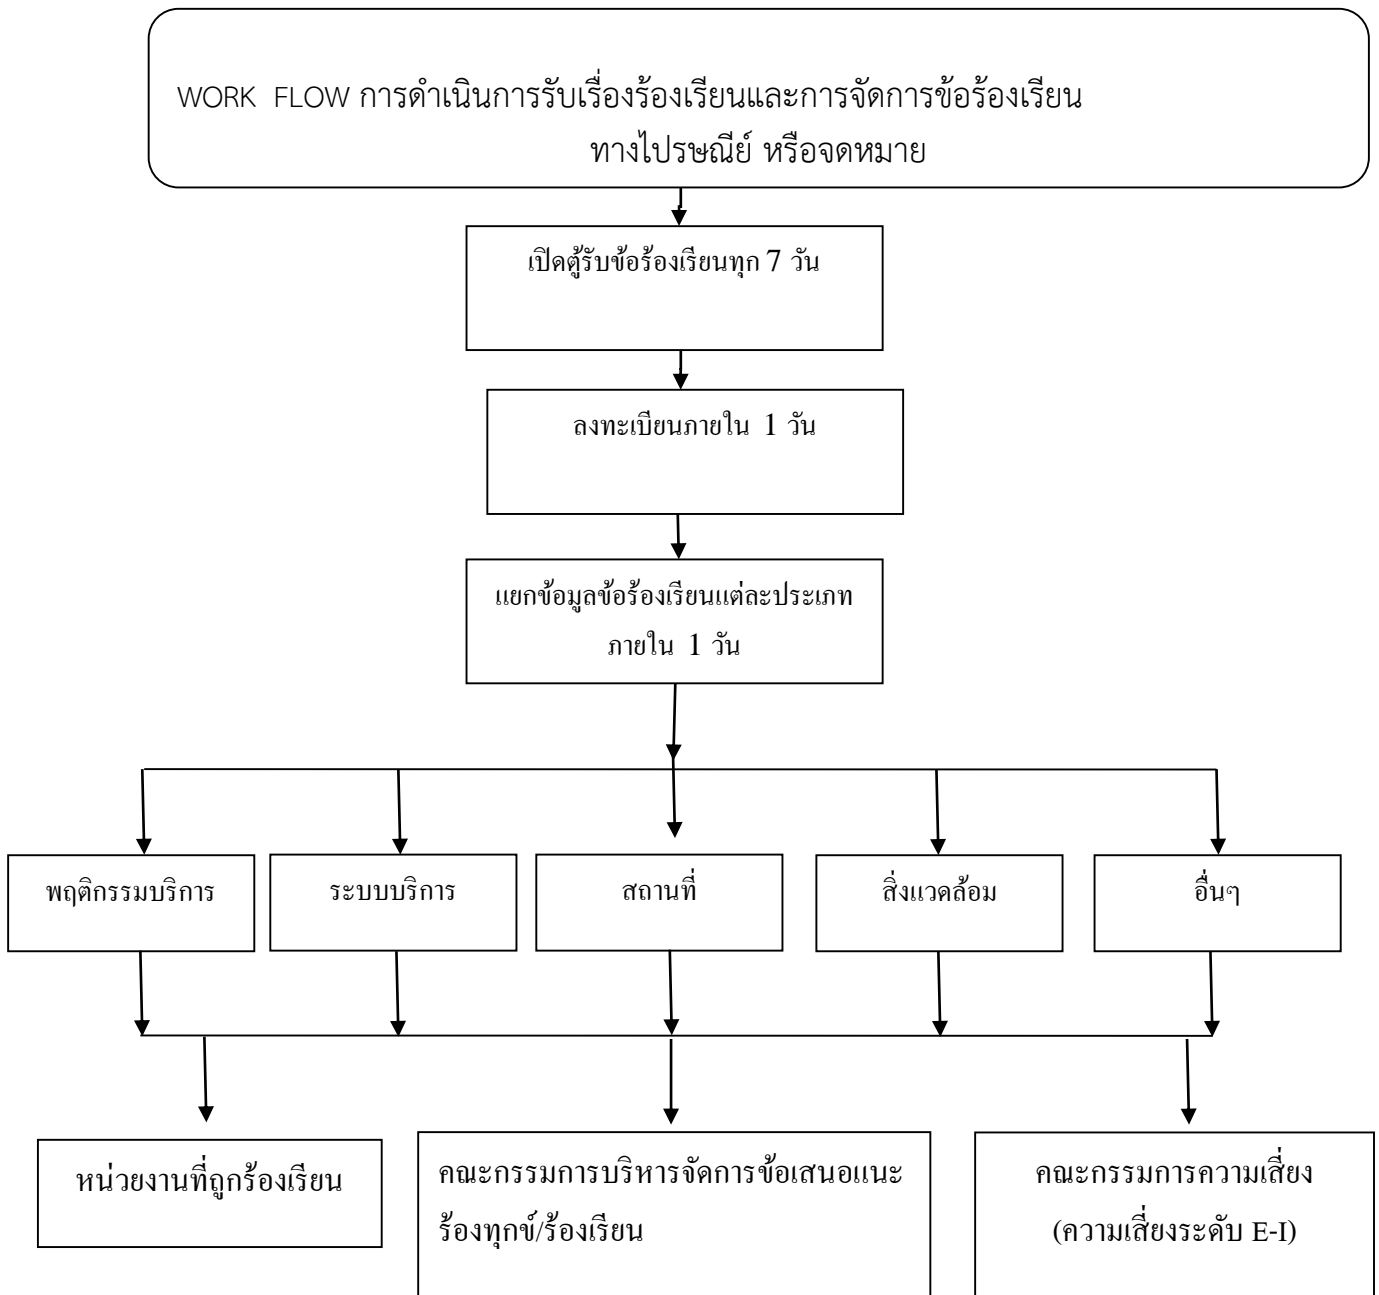 WORK FLOW การดำเนินการรับเรื่องร้องเรียนและการจัดการข้อร้องเรียน
ทางไปรษณีย์ หรือจดหมาย
เปิดตู้รับข้อร้องเรียนทุก 7 วัน
ลงทะเบียนภายใน 1 วัน
แยกข้อมูลข้อร้องเรียนแต่ละประเภท
ภายใน 1 วัน
พฤติกรรมบริการ
ระบบบริการ
สถานที่
สิ่งแวดล้อม
อื่นๆ
หน่วยงานที่ถูกร้องเรียน
คณะกรรมการบริหารจัดการข้อเสนอแนะ
ร้องทุกข์/ร้องเรียน
คณะกรรมการความเสี่ยง
(ความเสี่ยงระดับ E-I)